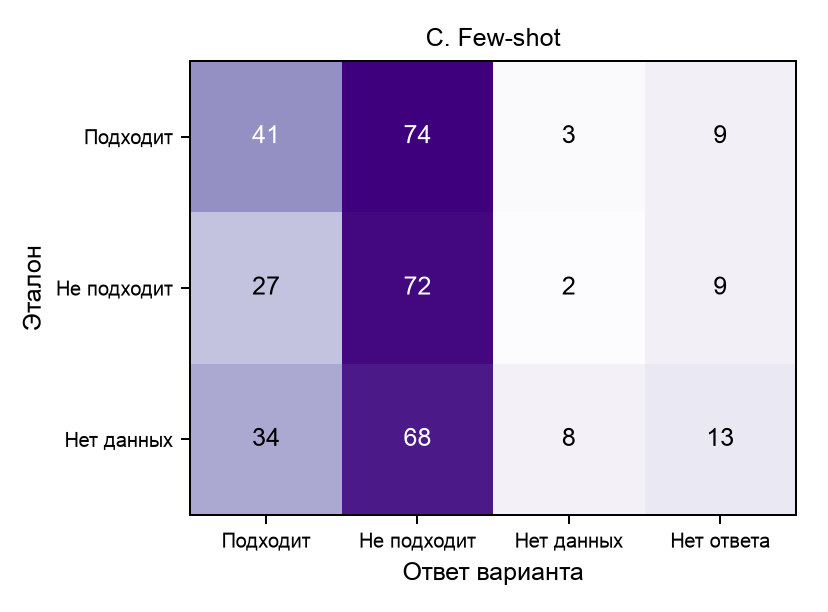 C. Few-shot
Эталон
Подходит 41 74 3 9
Не подходит 27 72 2 9
Нет данных 34 68 8 13
Подходит Не подходит Нет данных Нет ответа
Ответ варианта